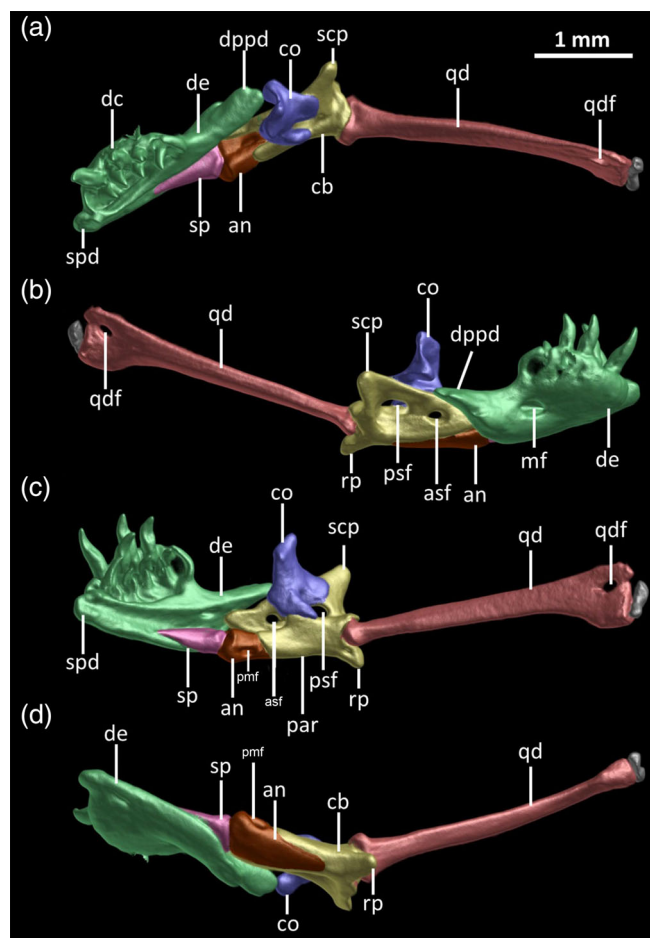 (a)
scp
co
dppd
1 mm
de
qd
dc
qdf
cb
sp
an
spd
(b)
co
dppd
qd
scp
qdf
rp
psf
asf
an
mf
de
(c)
co
scp
qd
qdf
de
spd
sp
an
pmf
asf
psf
par
rp
(d)
de
sp
pmf
an
cb
qd
rp
co